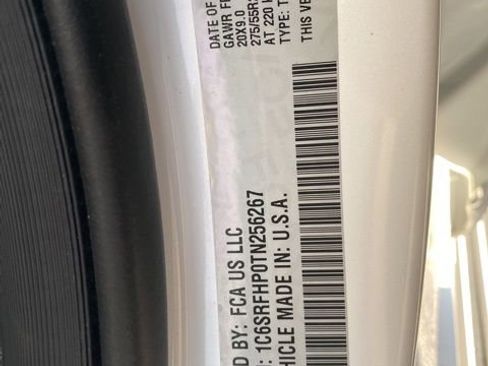 DATE OF
GAWR F
20X9.0
275/55R
AT 220
TYPE: T
THIS VE
D BY: FCA US LLC
: 1C6SRFHP0TN256267
HICLE MADE IN: U.S.A.